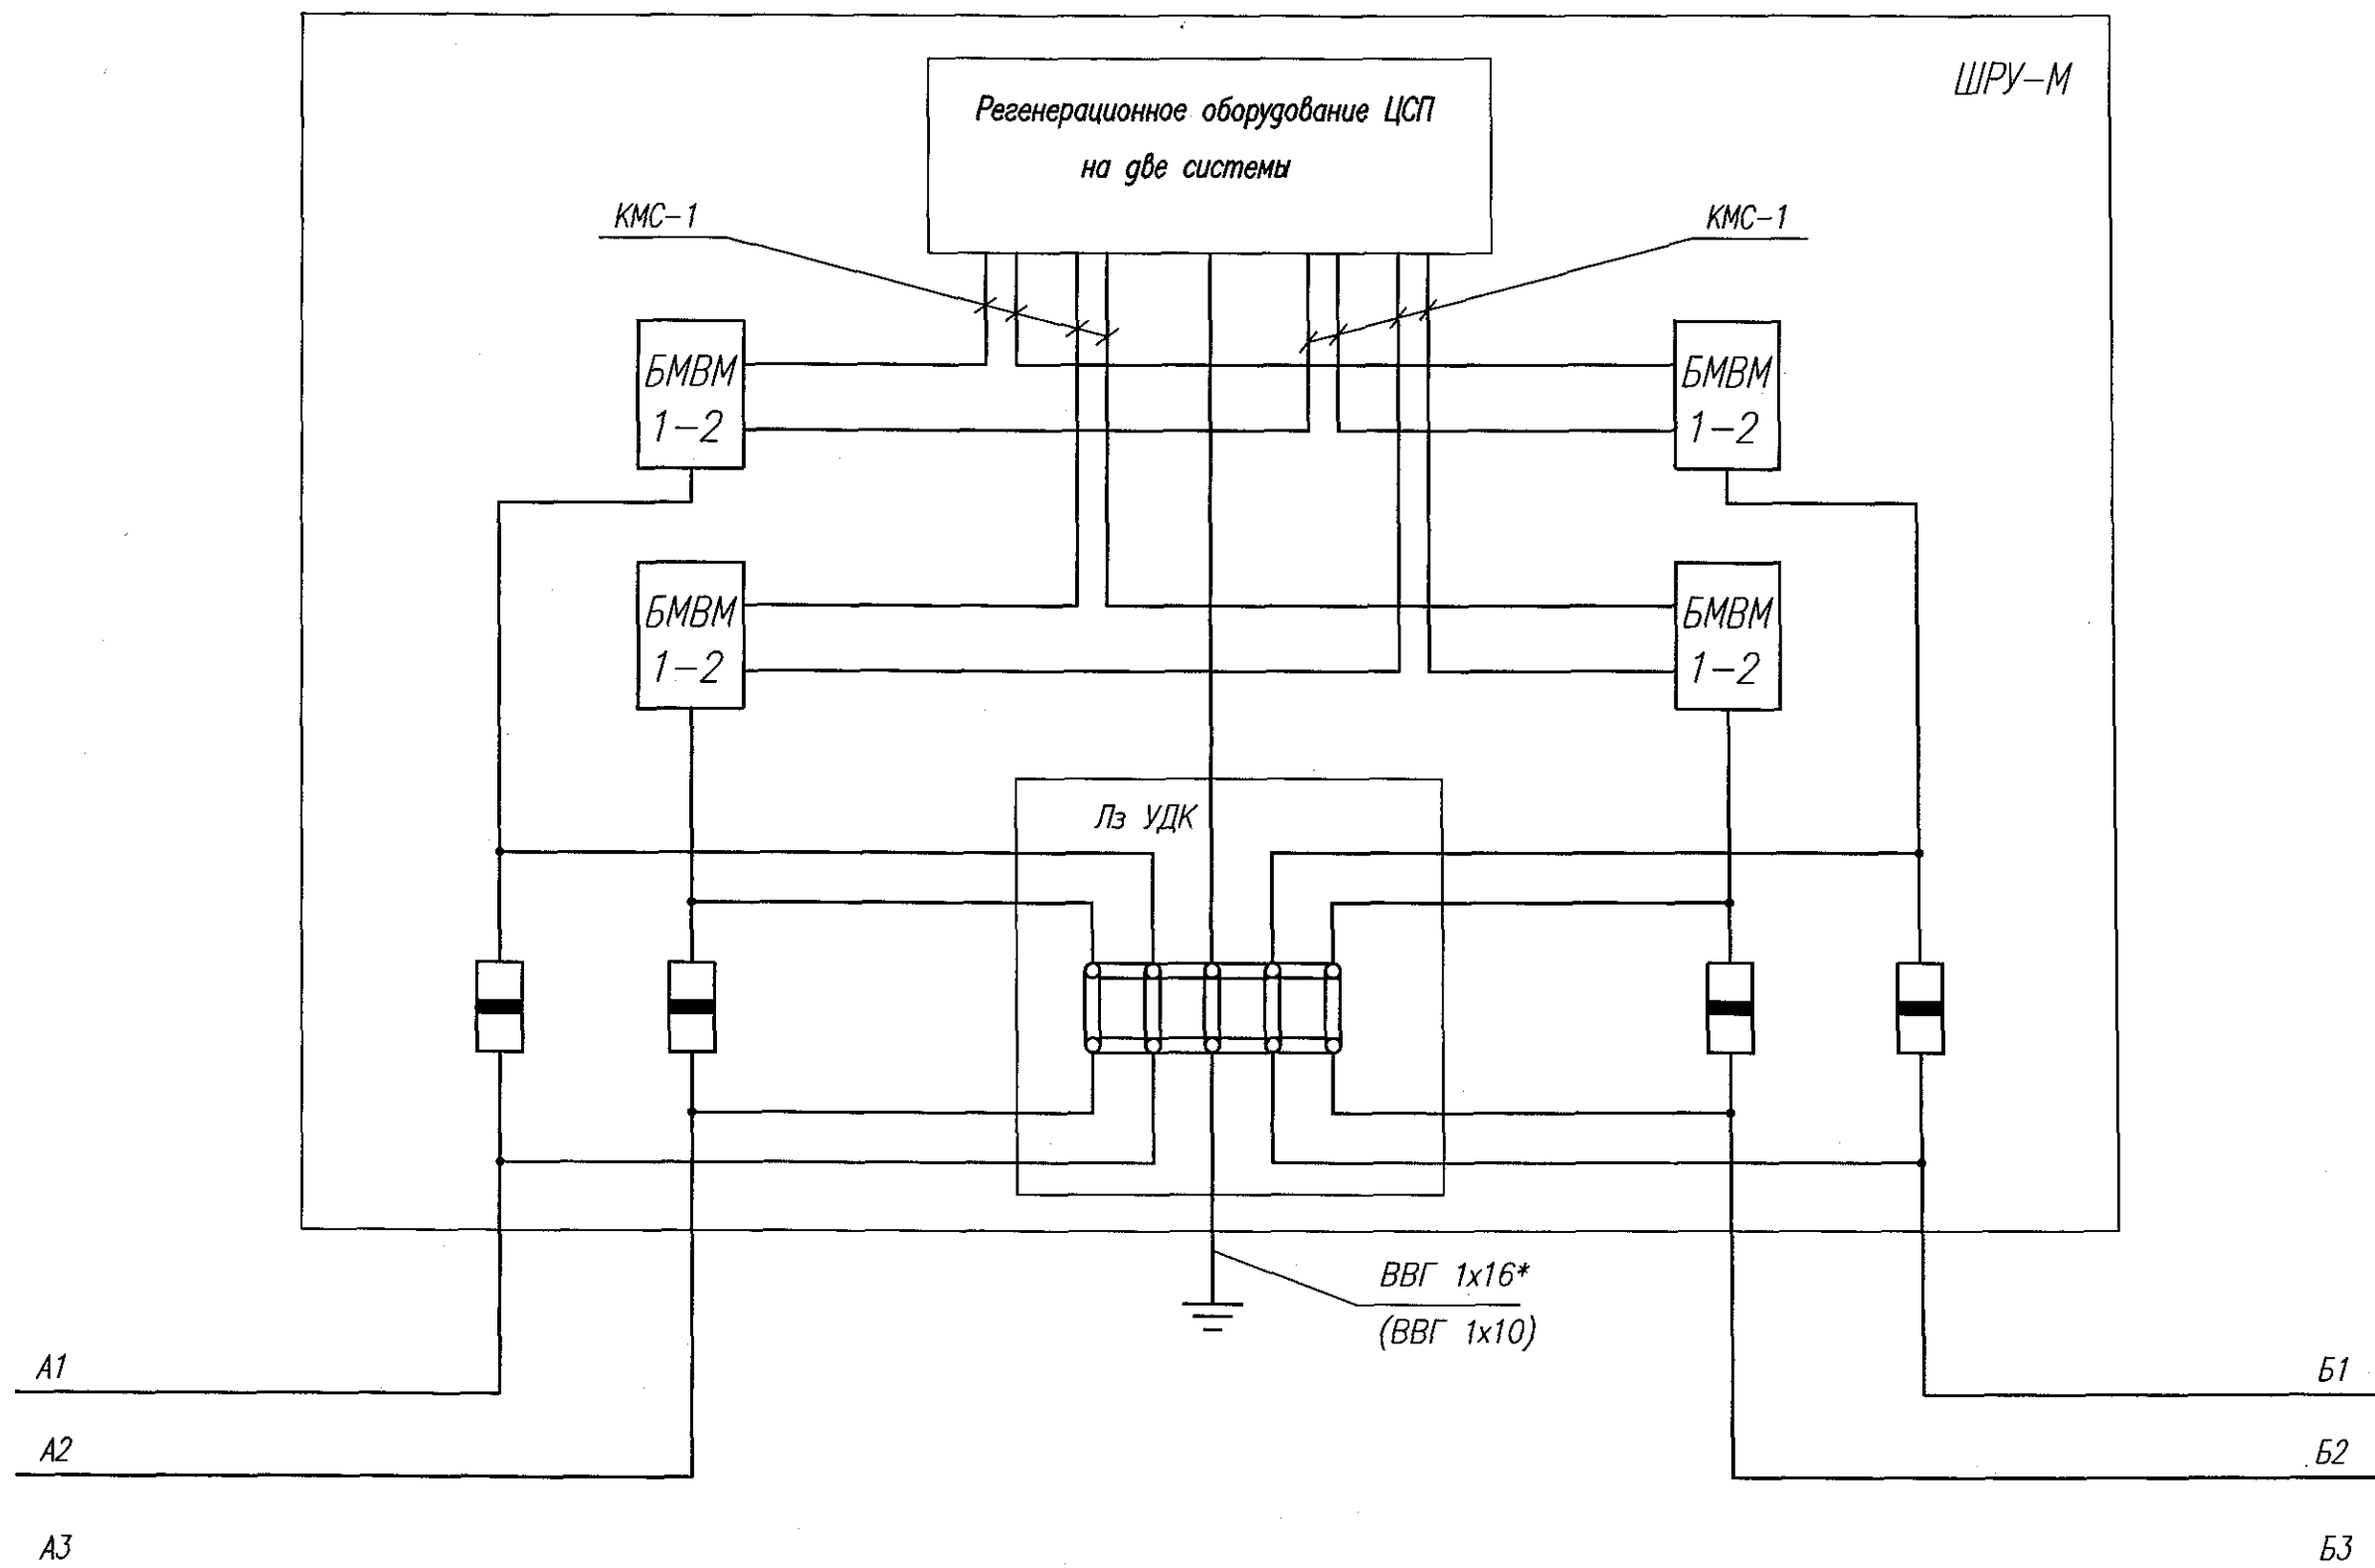 ШРУ-М
Регенерационное оборудование ЦСП
на две системы
КМС-1
КМС-1
БМВМ
1-2
БМВМ
1-2
БМВМ
1-2
БМВМ
1-2
Лз УДК
ВВГ 1х16*
(ВВГ 1х10)
А1
Б1
А2
Б2
А3
Б3